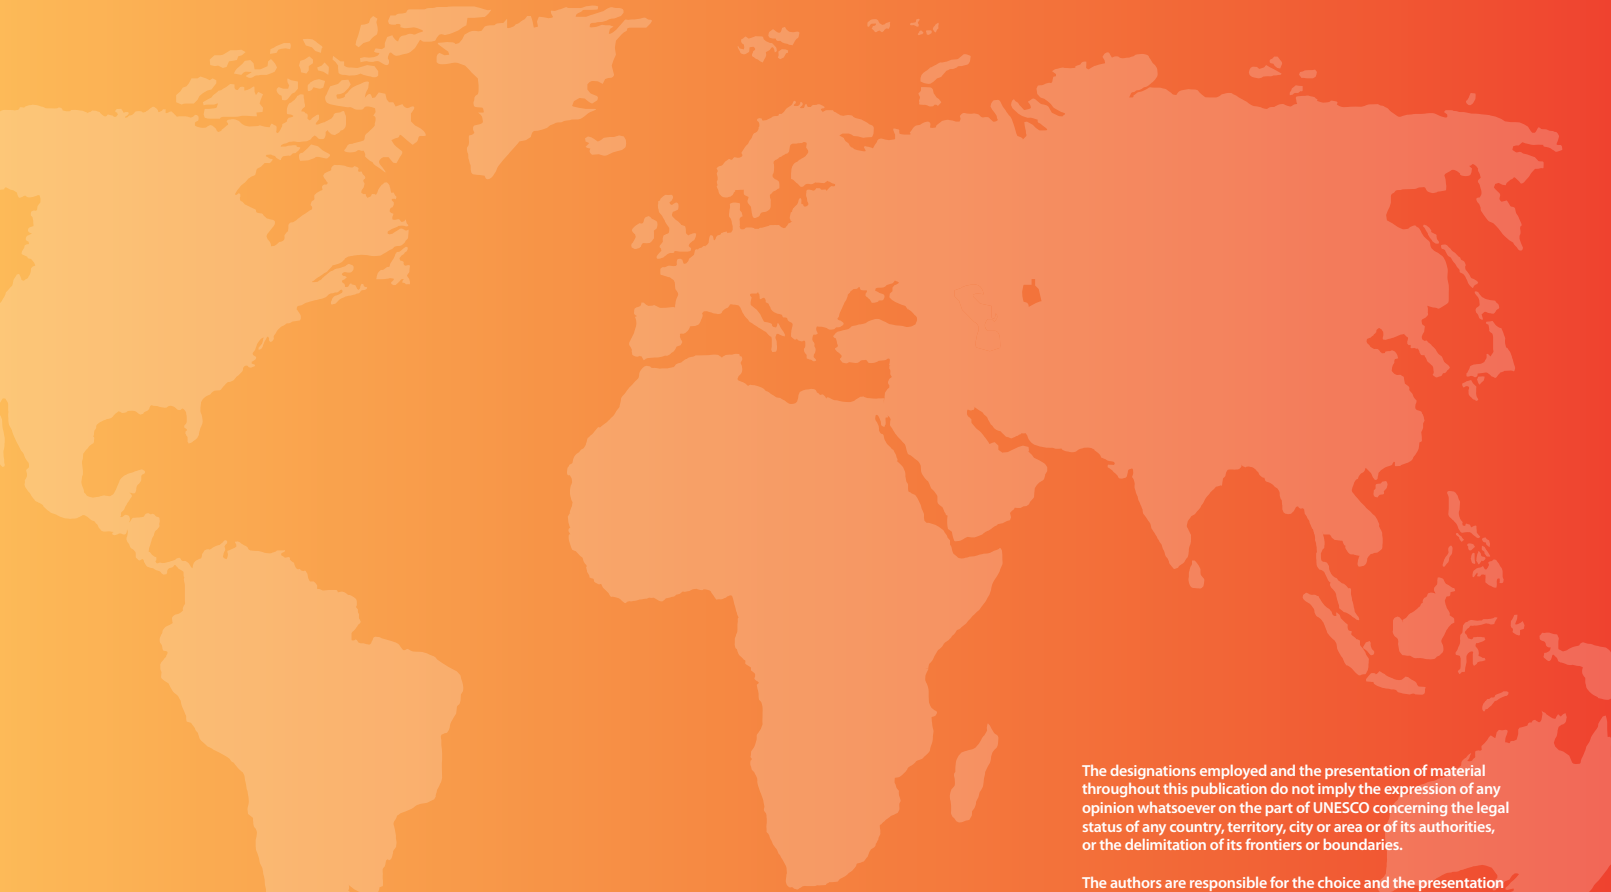 The designations employed and the presentation of material
throughout this publication do not imply the expression of any
opinion whatsoever on the part of UNESCO concerning the legal
status of any country, territory, city or area or of its authorities,
or the delimitation of its frontiers or boundaries.
The authors are responsible for the choice and the presentation